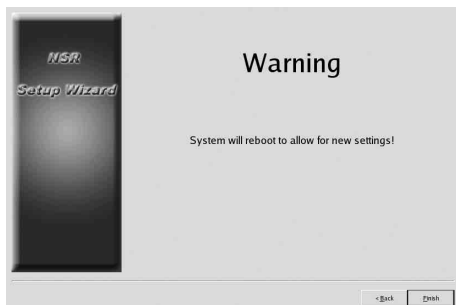 NSR
Setup Wizard
Warning
System will reboot to allow for new settings!
< Back
Finish